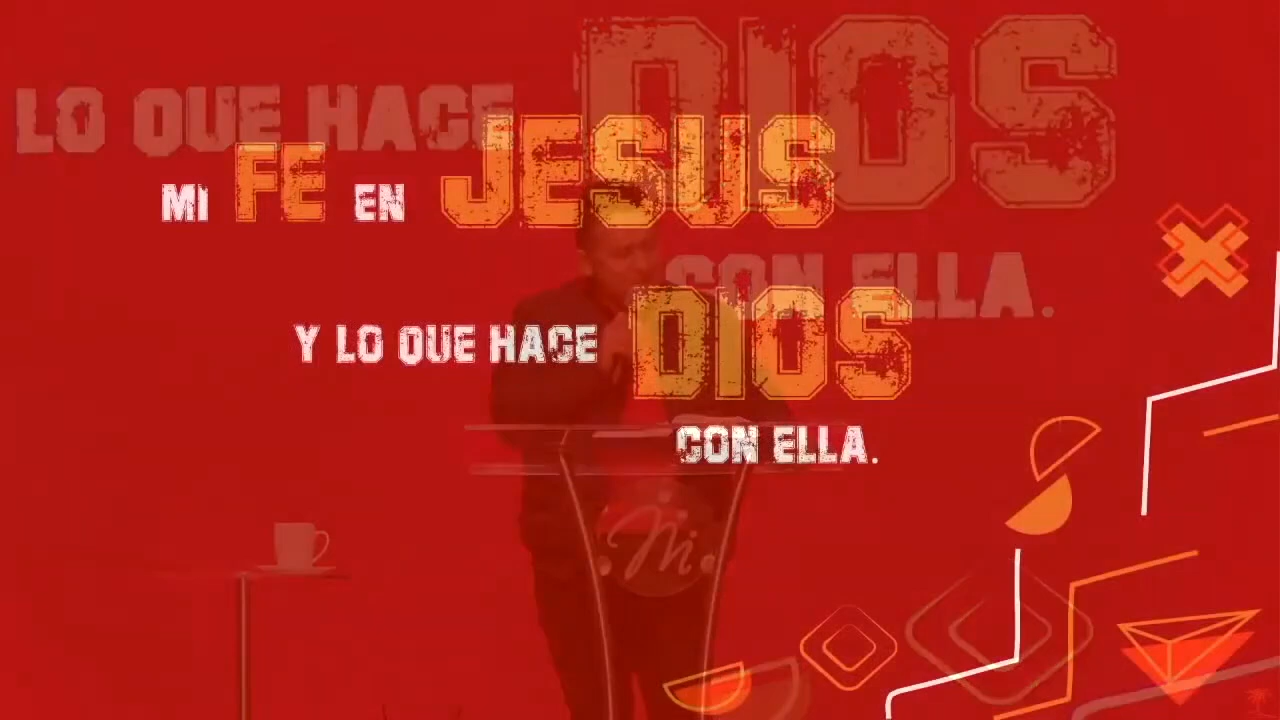 LO QUE HACE DIOS
MI FE EN JESUS
CON ELLA.
Y LO QUE HACE DIOS
CON ELLA.
M